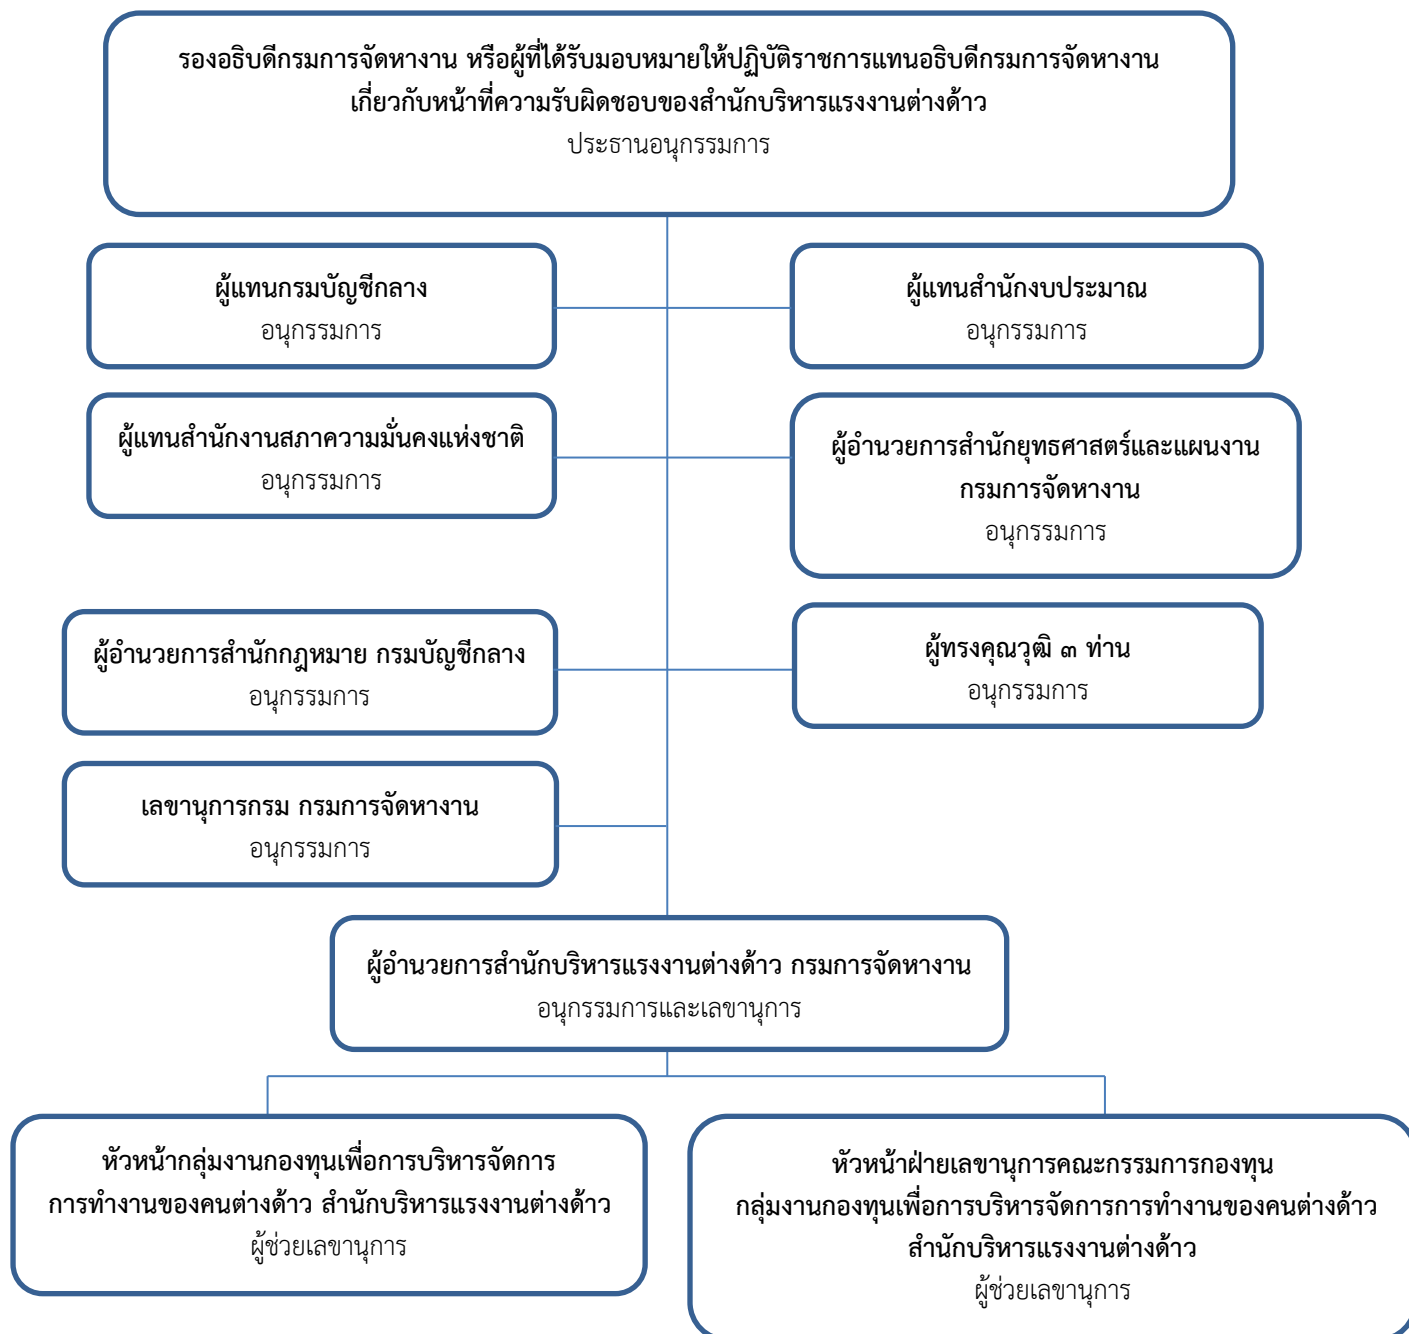 รองอธิบดีกรมการจัดหางาน หรือผู้ที่ได้รับมอบหมายให้ปฏิบัติราชการแทนอธิบดีกรมการจัดหางาน
เกี่ยวกับหน้าที่ความรับผิดชอบของสำนักบริหารแรงงานต่างด้าว
ประธานอนุกรรมการ
ผู้แทนกรมบัญชีกลาง
อนุกรรมการ
ผู้แทนสำนักงบประมาณ
อนุกรรมการ
ผู้แทนสำนักงานสภาความมั่นคงแห่งชาติ
อนุกรรมการ
ผู้อำนวยการสำนักยุทธศาสตร์และแผนงาน
กรมการจัดหางาน
อนุกรรมการ
ผู้อำนวยการสำนักกฎหมาย กรมบัญชีกลาง
อนุกรรมการ
ผู้ทรงคุณวุฒิ ๓ ท่าน
อนุกรรมการ
เลขานุการกรม กรมการจัดหางาน
อนุกรรมการ
ผู้อำนวยการสำนักบริหารแรงงานต่างด้าว กรมการจัดหางาน
อนุกรรมการและเลขานุการ
หัวหน้ากลุ่มงานกองทุนเพื่อการบริหารจัดการ
การทำงานของคนต่างด้าว สำนักบริหารแรงงานต่างด้าว
ผู้ช่วยเลขานุการ
หัวหน้าฝ่ายเลขานุการคณะกรรมการกองทุน
กลุ่มงานกองทุนเพื่อการบริหารจัดการการทำงานของคนต่างด้าว
สำนักบริหารแรงงานต่างด้าว
ผู้ช่วยเลขานุการ